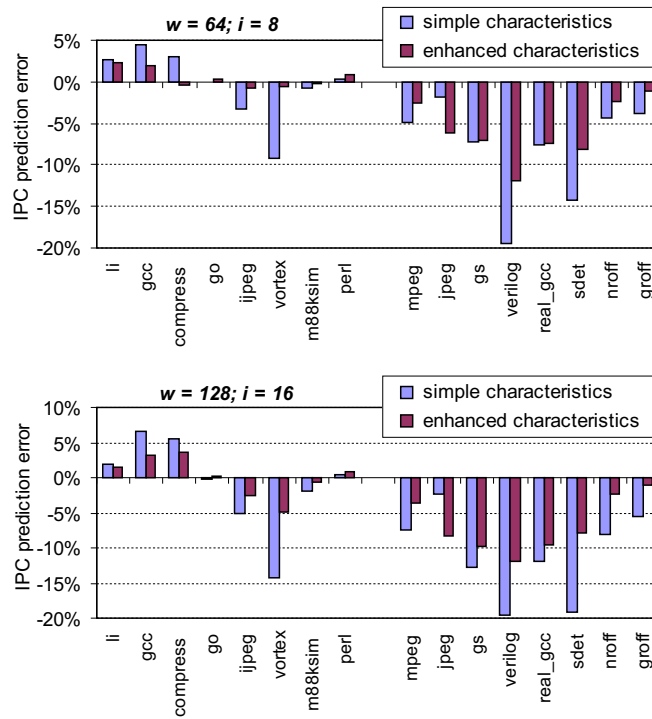 w = 64; i = 8
simple characteristics
enhanced characteristics
IPC prediction error
5%
0%
-5%
-10%
-15%
-20%
li
gcc
compress
go
ijpeg
vortex
m88ksim
perl
mpeg
jpeg
gs
verilog
real_gcc
sdet
nroff
groff
w = 128; i = 16
simple characteristics
enhanced characteristics
IPC prediction error
10%
5%
0%
-5%
-10%
-15%
-20%
li
gcc
compress
go
ijpeg
vortex
m88ksim
perl
mpeg
jpeg
gs
verilog
real_gcc
sdet
nroff
groff